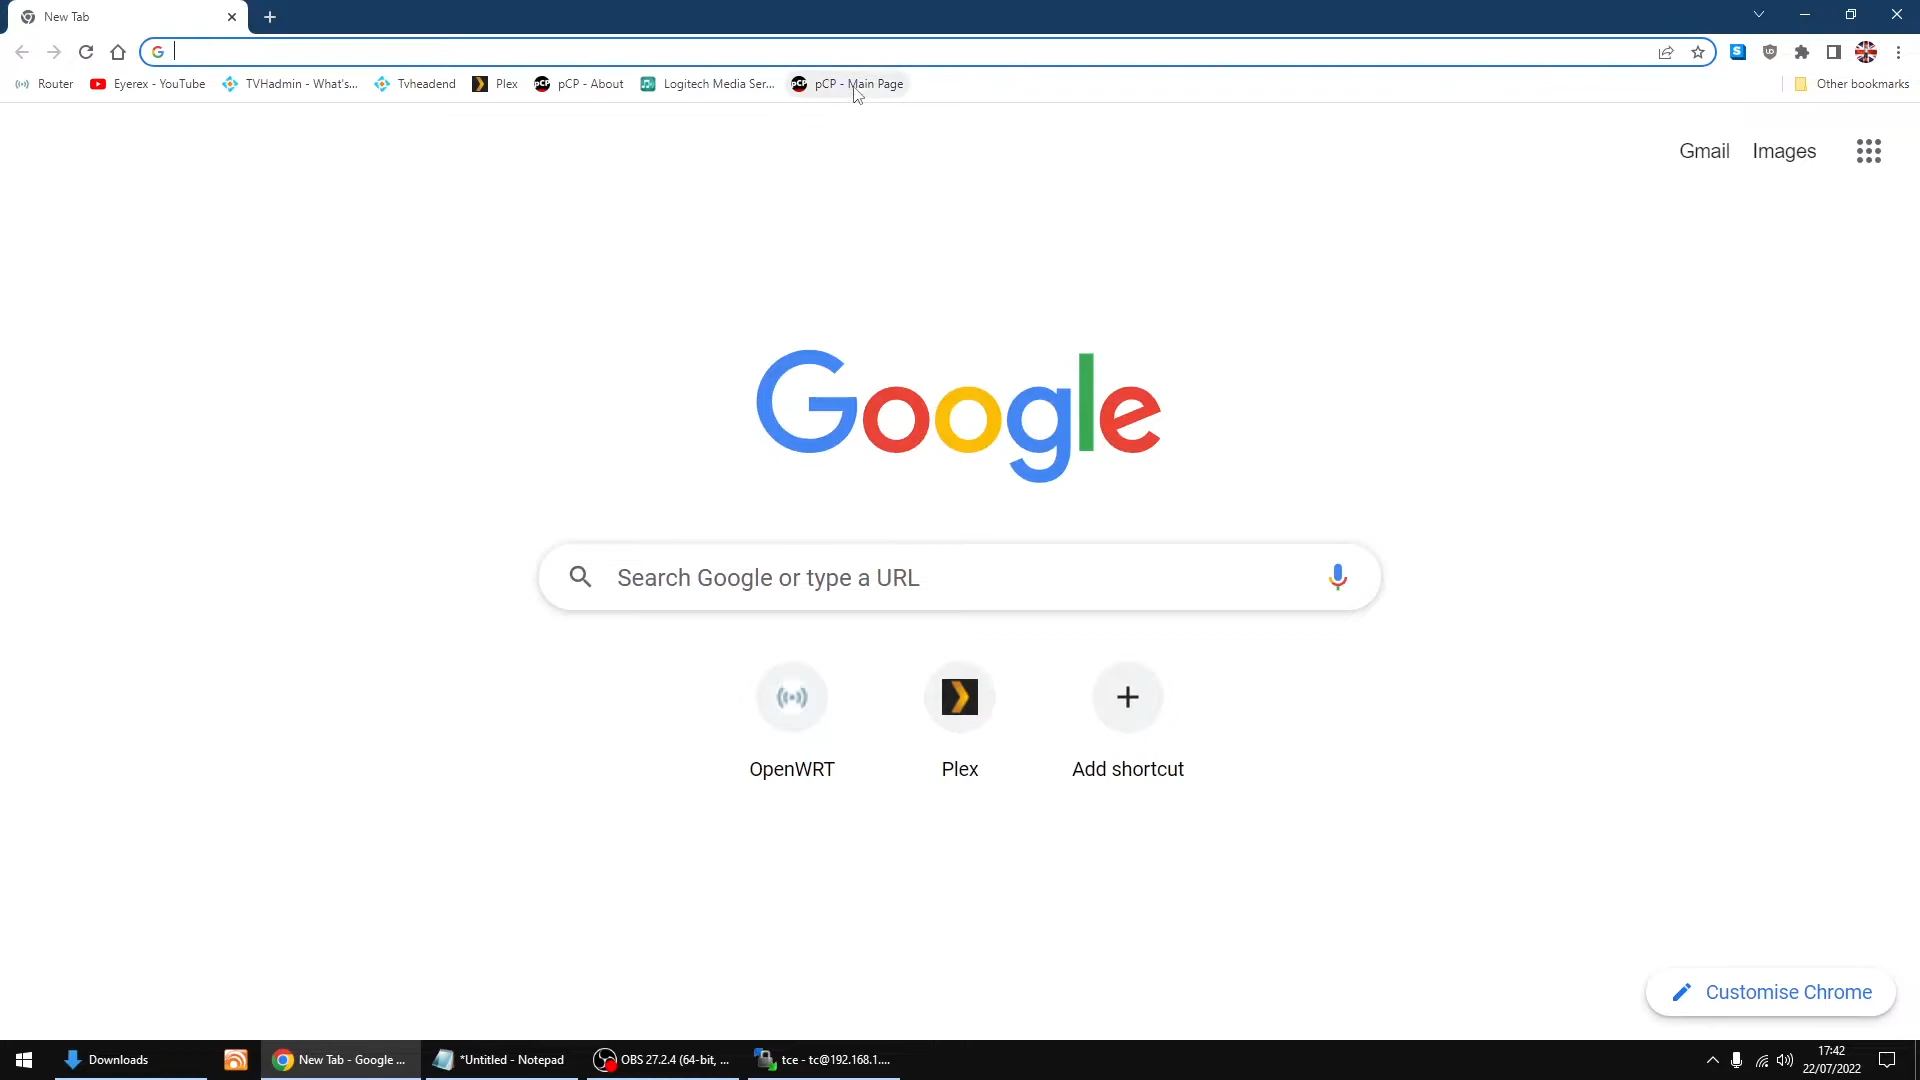 New Tab
Router
Eyerex - YouTube
TVHadmin - What's...
Tvheadend
Plex
pCP - About
Logitech Media Ser...
pCP - Main Page
Other bookmarks
Gmail
Images
Google
Search Google or type a URL
OpenWRT
Plex
Add shortcut
Customise Chrome
Downloads
New Tab - Google ...
*Untitled - Notepad
OBS 27.2.4 (64-bit, ...
tce - tc@192.168.1....
17:42
22/07/2022